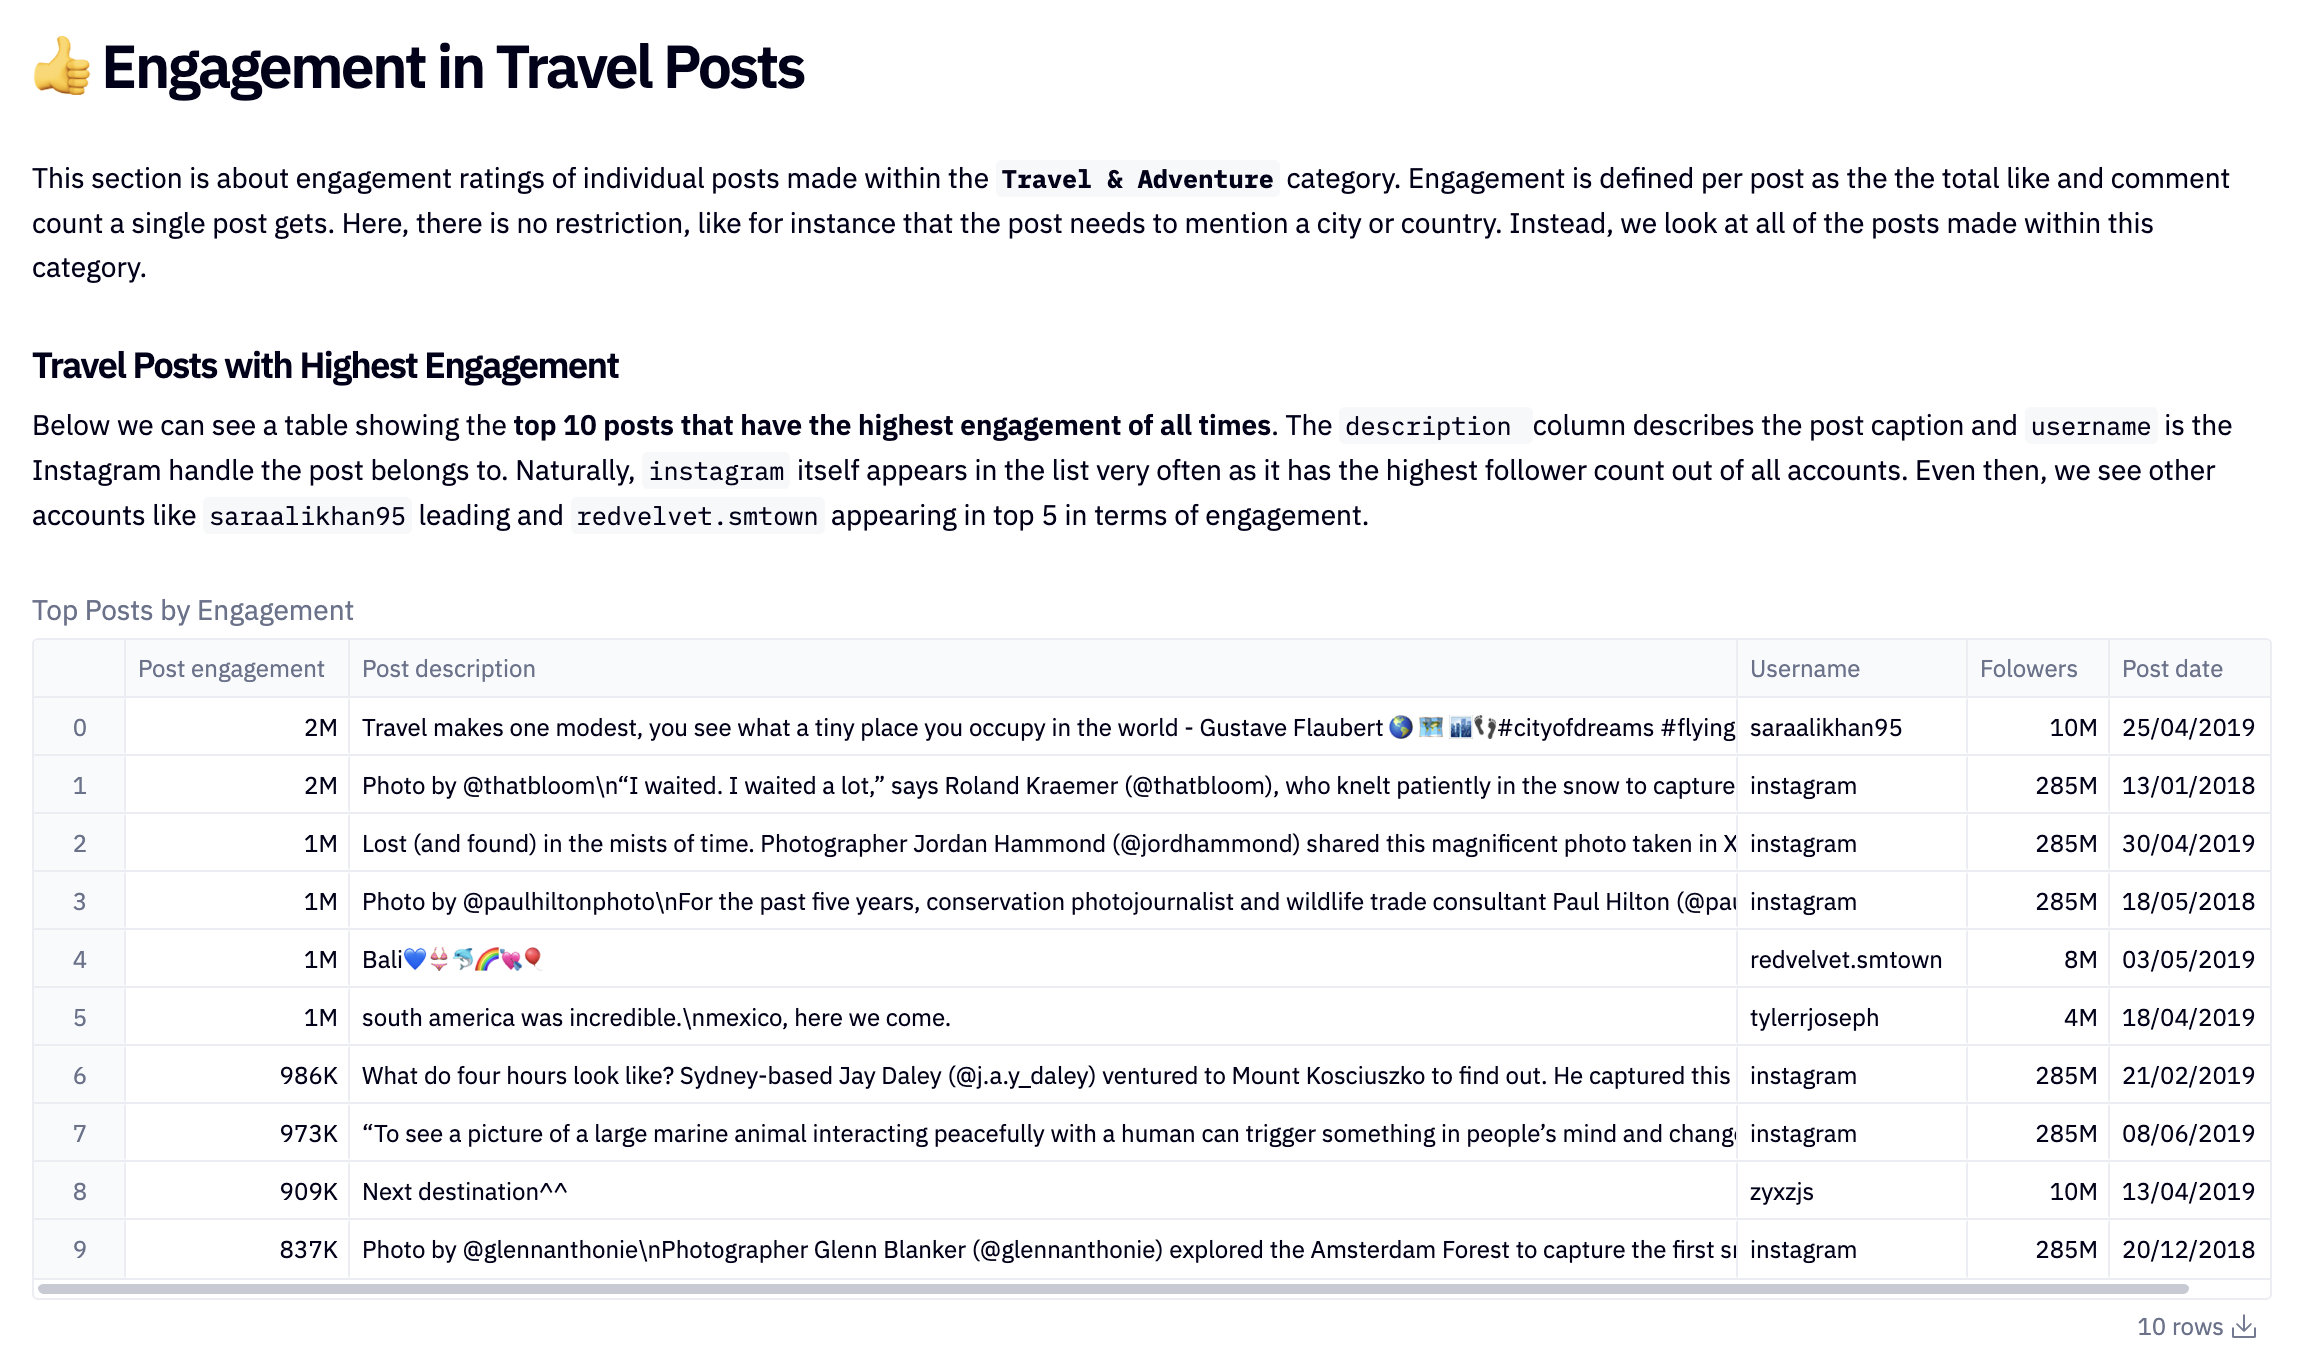 👍 Engagement in Travel Posts
This section is about engagement ratings of individual posts made within the Travel & Adventure category. Engagement is defined per post as the the total like and comment
count a single post gets. Here, there is no restriction, like for instance that the post needs to mention a city or country. Instead, we look at all of the posts made within this
category.
Travel Posts with Highest Engagement
Below we can see a table showing the top 10 posts that have the highest engagement of all times. The description column describes the post caption and username is the
Instagram handle the post belongs to. Naturally, instagram itself appears in the list very often as it has the highest follower count out of all accounts. Even then, we see other
accounts like saraalikhan95 leading and redvelvet.smtown appearing in top 5 in terms of engagement.
Top Posts by Engagement
Post engagement Post description Username Folowers Post date
0 2M Travel makes one modest, you see what a tiny place you occupy in the world - Gustave Flaubert 🌎 🗺️ 🏙️👣#cityofdreams #flying saraalikhan95 10M 25/04/2019
1 2M Photo by @thatbloom\n“I waited. I waited a lot,” says Roland Kraemer (@thatbloom), who knelt patiently in the snow to capture instagram 285M 13/01/2018
2 1M Lost (and found) in the mists of time. Photographer Jordan Hammond (@jordhammond) shared this magnificent photo taken in X instagram 285M 30/04/2019
3 1M Photo by @paulhiltonphoto\nFor the past five years, conservation photojournalist and wildlife trade consultant Paul Hilton (@pau instagram 285M 18/05/2018
4 1M Bali💙👙🐬🌈💘🎈 redvelvet.smtown 8M 03/05/2019
5 1M south america was incredible.\nmexico, here we come. tylerrjoseph 4M 18/04/2019
6 986K What do four hours look like? Sydney-based Jay Daley (@j.a.y_daley) ventured to Mount Kosciuszko to find out. He captured this instagram 285M 21/02/2019
7 973K “To see a picture of a large marine animal interacting peacefully with a human can trigger something in people’s mind and chang instagram 285M 08/06/2019
8 909K Next destination^^ zyxzjs 10M 13/04/2019
9 837K Photo by @glennanthonie\nPhotographer Glenn Blanker (@glennanthonie) explored the Amsterdam Forest to capture the first instagram 285M 20/12/2018
10 rows